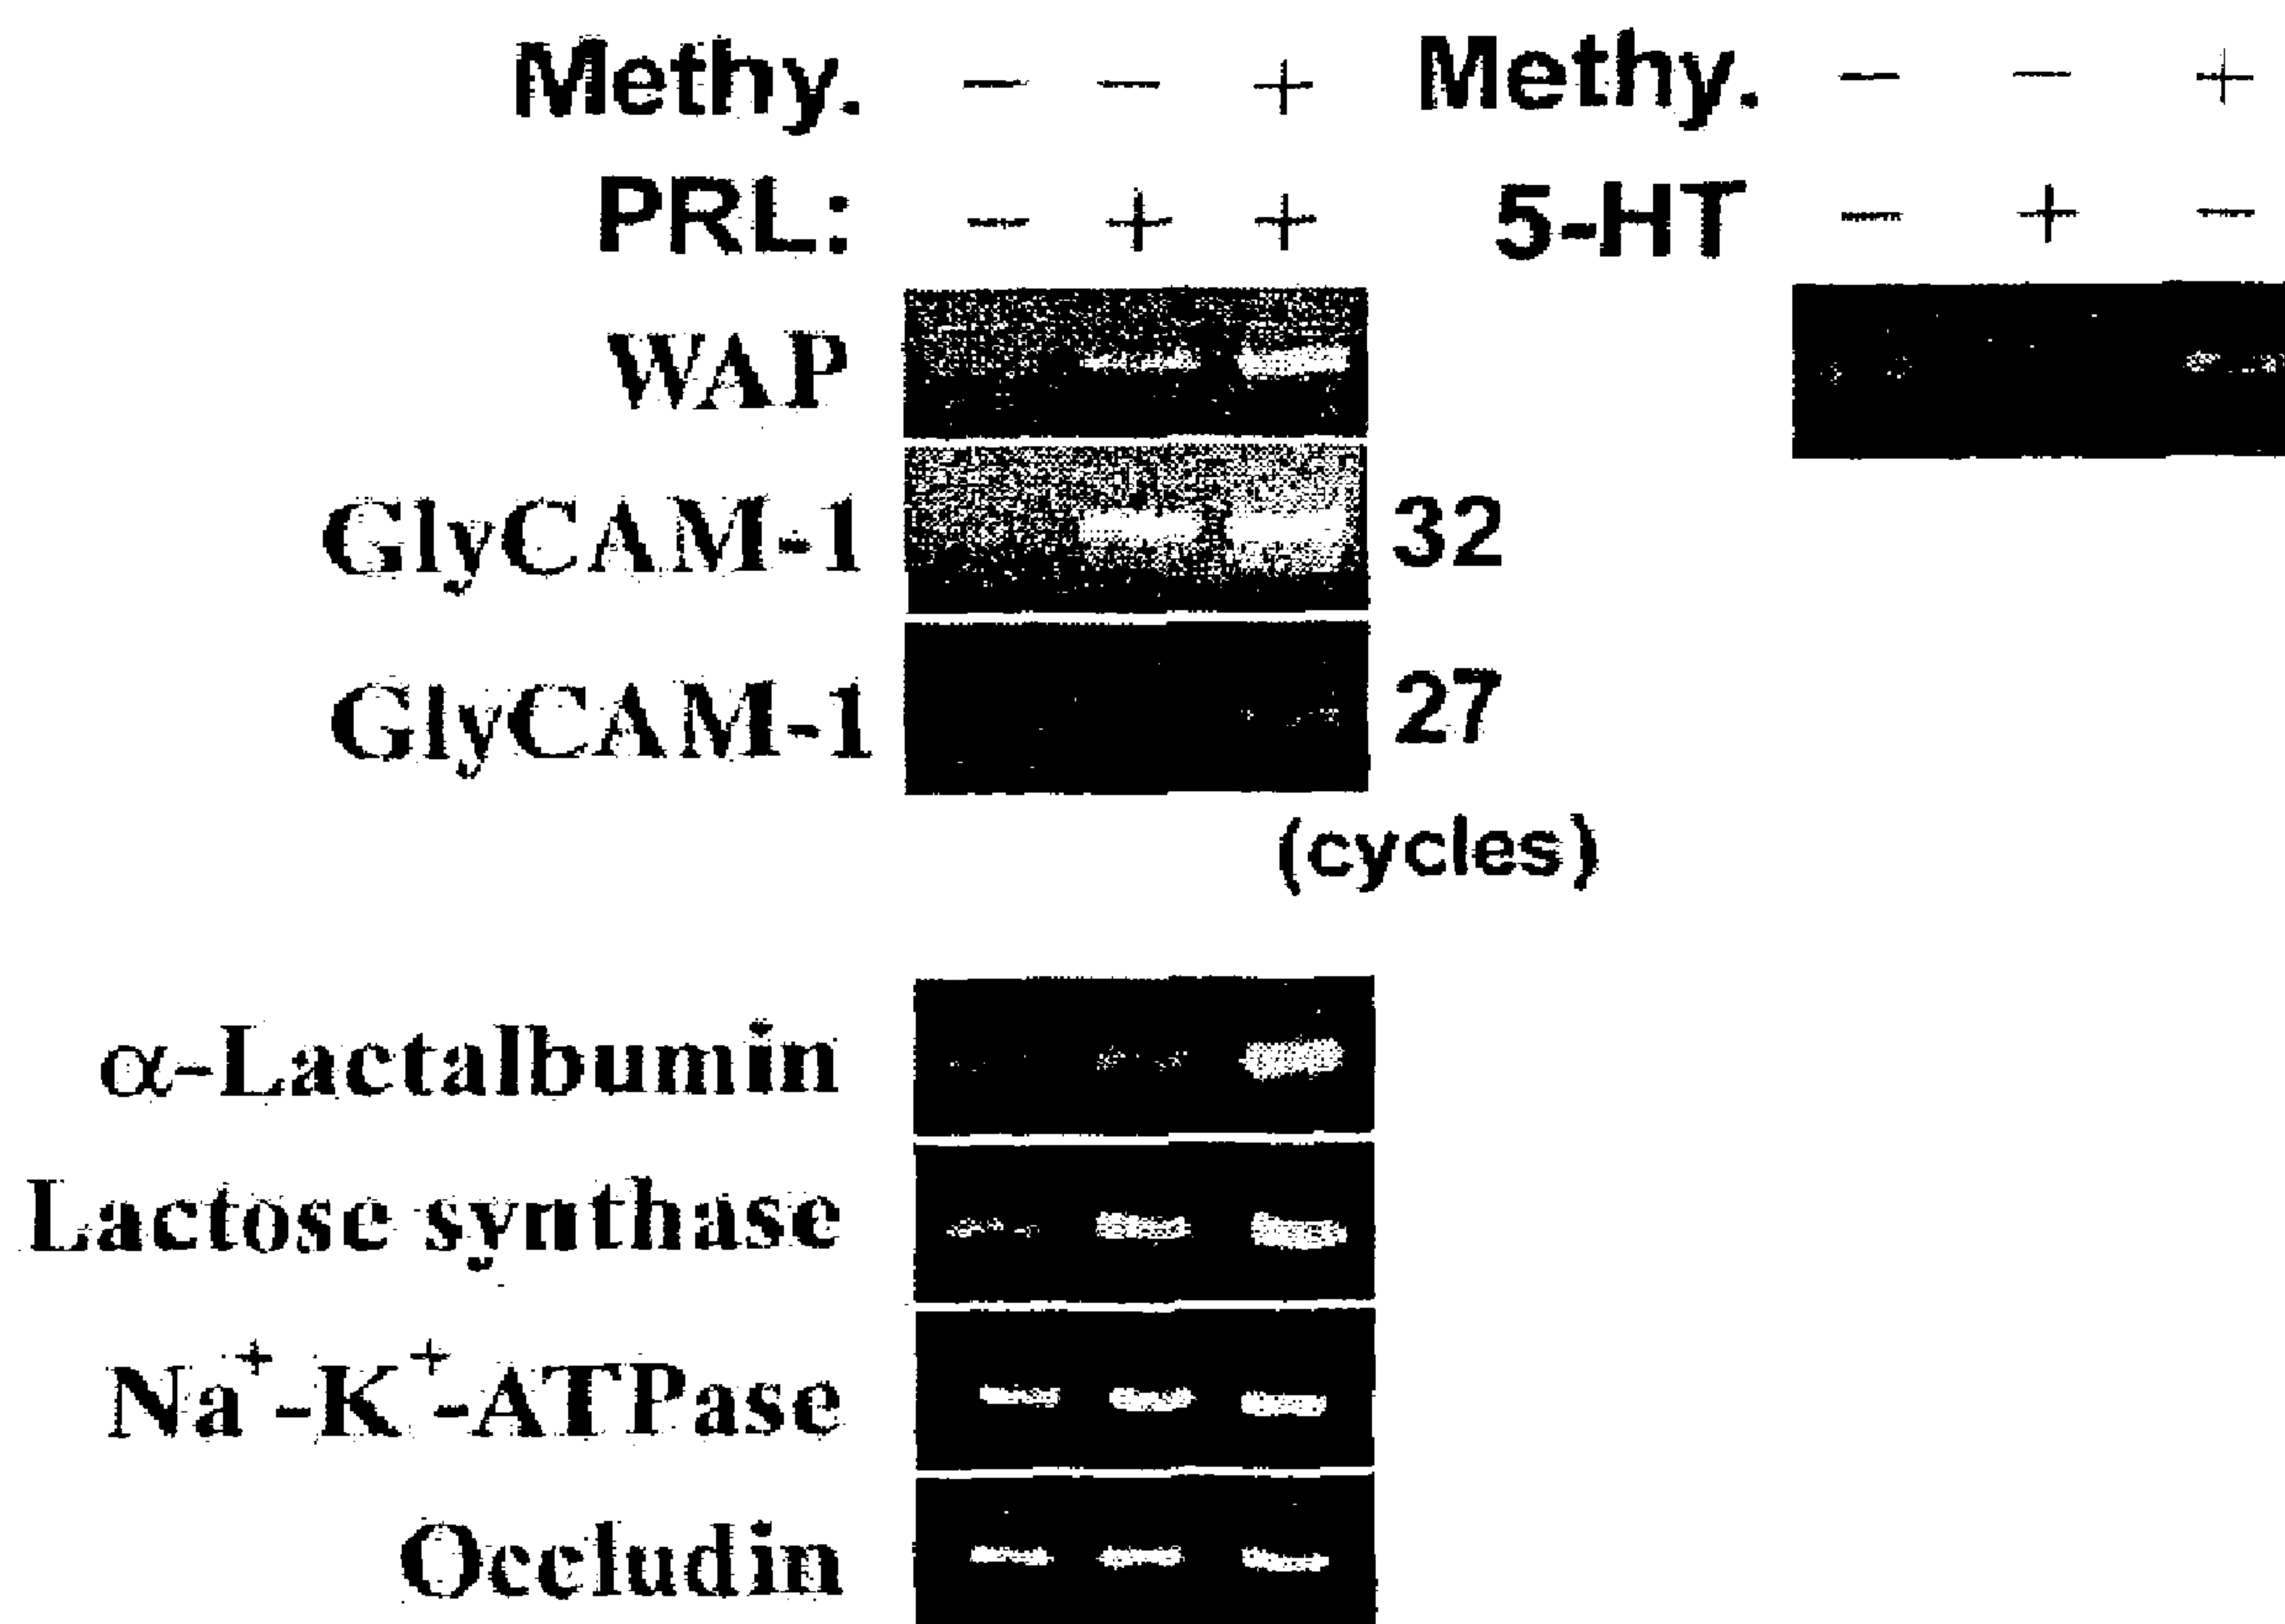 Methy. − − + Methy. − − +
PRL: − + + 5-HT − + −
WAP
GlyCAM-1 32
GlyCAM-1 27
(cycles)
α-Lactalbumin
Lactose synthase
Na⁺-K⁺-ATPase
Occludin